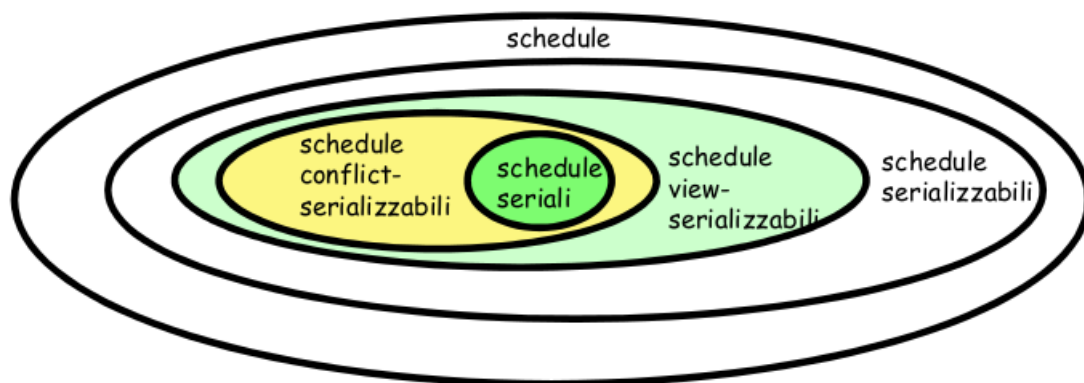 schedule
schedule
conflict-
serializzabili
schedule
seriali
schedule
view-
serializzabili
schedule
serializzabili